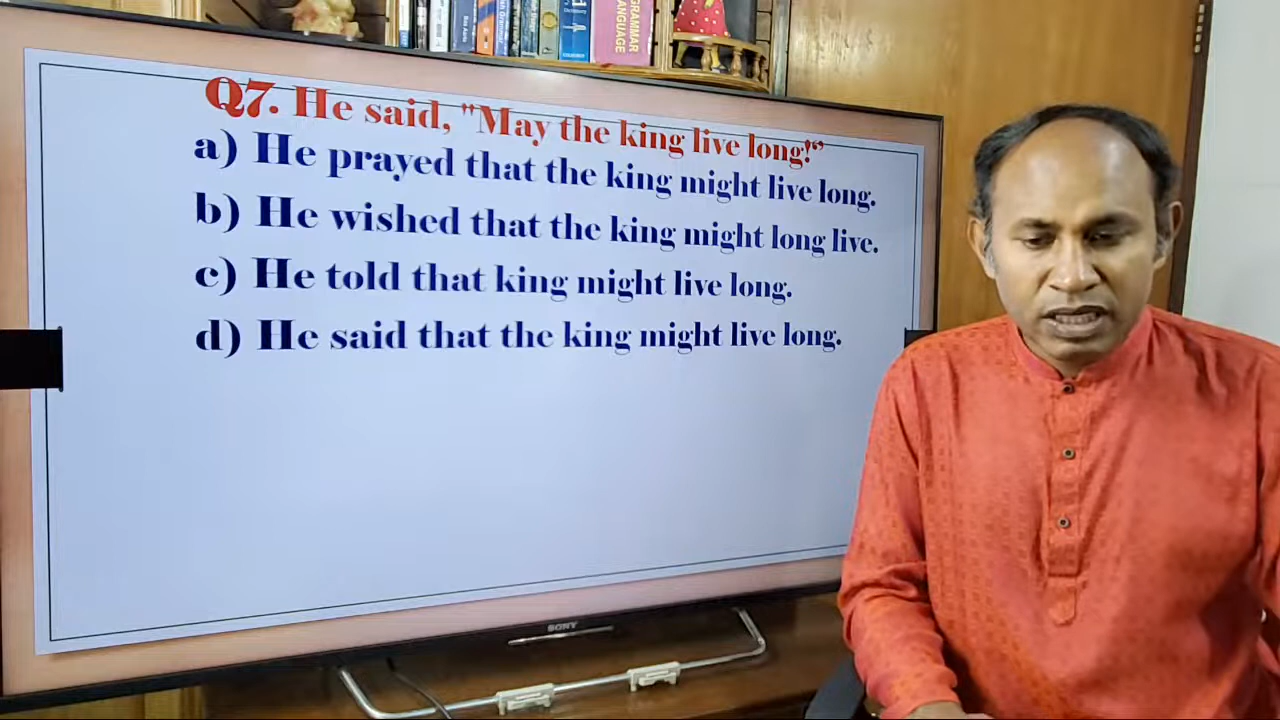 GRAMMAR
LANGUAGE
Q7. He said, "May the king live long!“
a) He prayed that the king might live long.
b) He wished that the king might long live.
c) He told that king might live long.
d) He said that the king might live long.
SONY